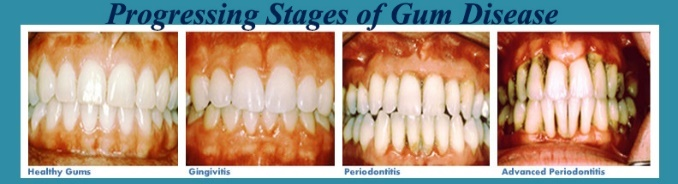 Progressing Stages of Gum Disease
Healthy Gums
Gingivitis
Periodontitis
Advanced Periodontitis